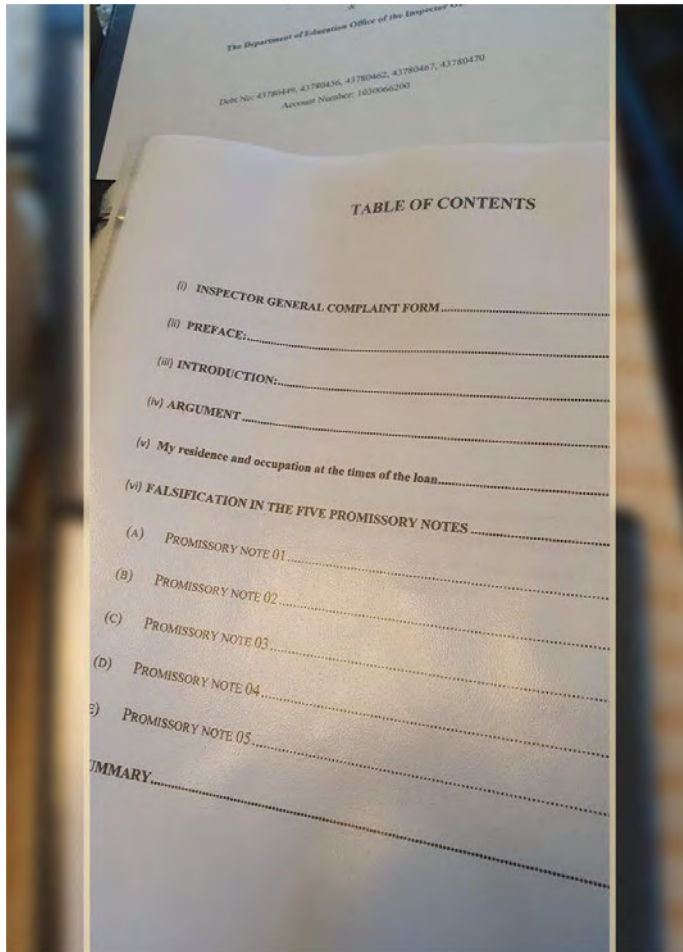 &
The Department of Education Office of the Inspector G
Debt No: 43780449, 43780456, 43780462, 43780467, 43780470
Account Number: 1030066200
TABLE OF CONTENTS
(i) INSPECTOR GENERAL COMPLAINT FORM
(ii) PREFACE:
(iii) INTRODUCTION:
(iv) ARGUMENT
(v) My residence and occupation at the times of the loan
(vi) FALSIFICATION IN THE FIVE PROMISSORY NOTES
(A) PROMISSORY NOTE 01
(B) PROMISSORY NOTE 02
(C) PROMISSORY NOTE 03
(D) PROMISSORY NOTE 04
E) PROMISSORY NOTE 05
UMMARY